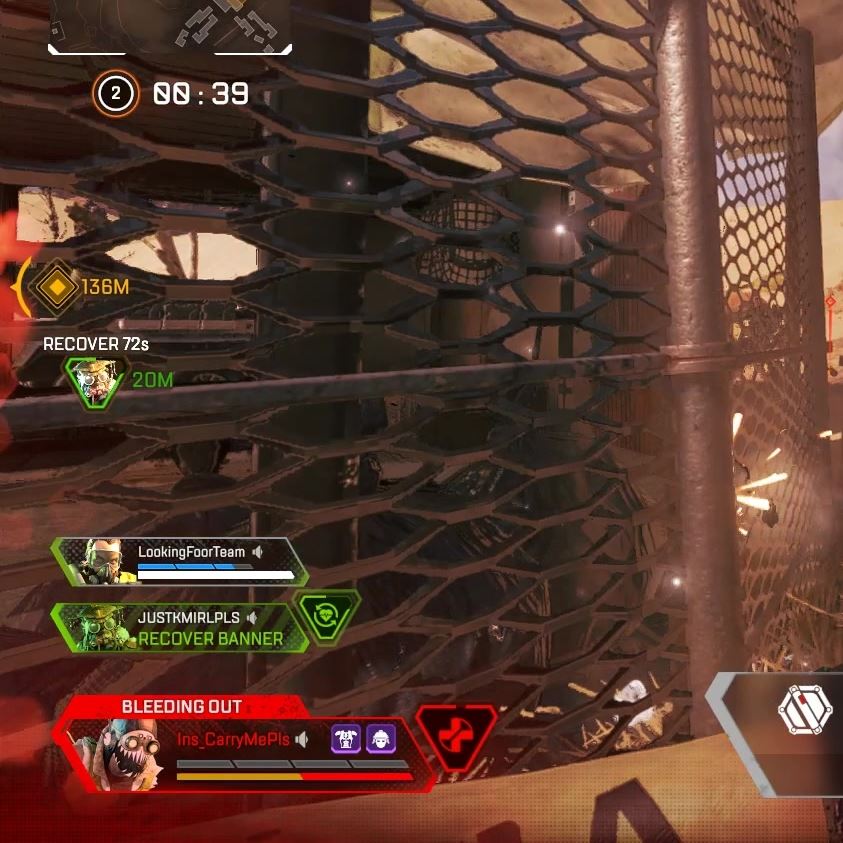 2
00:39
136M
RECOVER 72s
20M
LookingFoorTeam
JUSTKMIRLPLS
RECOVER BANNER
BLEEDING OUT
Ins_CarryMePls